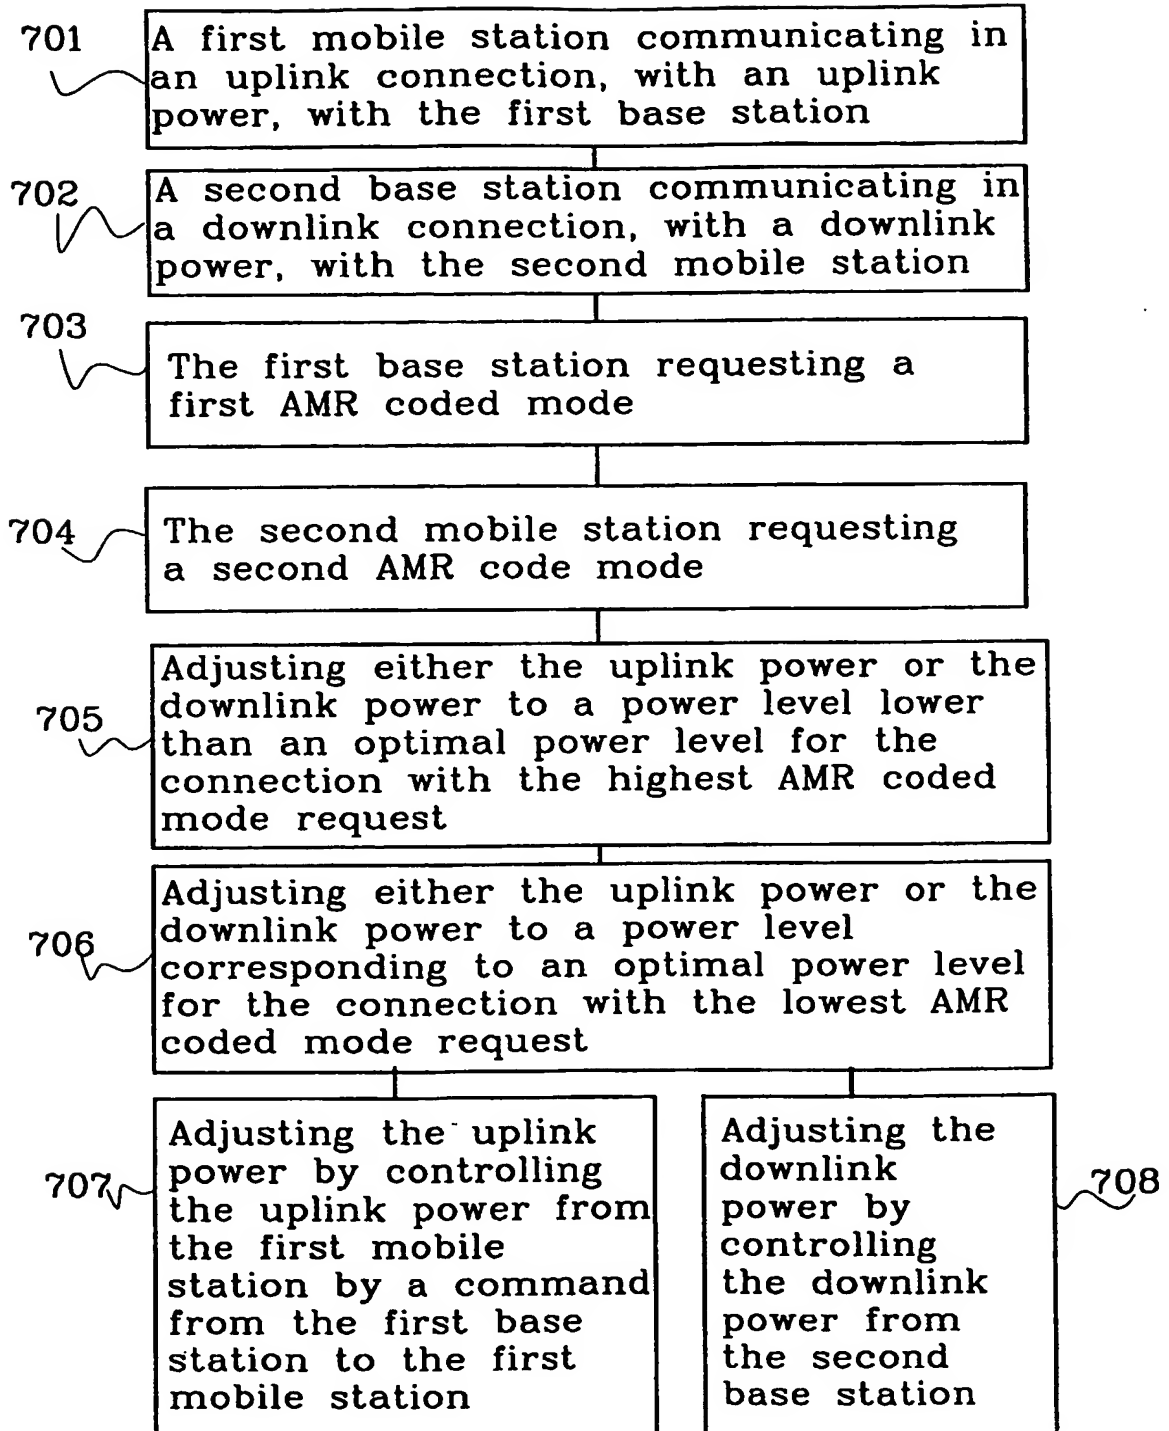 701
A first mobile station communicating in
an uplink connection, with an uplink
power, with the first base station
702
A second base station communicating in
a downlink connection, with a downlink
power, with the second mobile station
703
The first base station requesting a
first AMR coded mode
704
The second mobile station requesting
a second AMR code mode
705
Adjusting either the uplink power or the
downlink power to a power level lower
than an optimal power level for the
connection with the highest AMR coded
mode request
706
Adjusting either the uplink power or the
downlink power to a power level
corresponding to an optimal power level
for the connection with the lowest AMR
coded mode request
707
Adjusting the uplink
power by controlling
the uplink power from
the first mobile
station by a command
from the first base
station to the first
mobile station
708
Adjusting the
downlink
power by
controlling
the downlink
power from
the second
base station